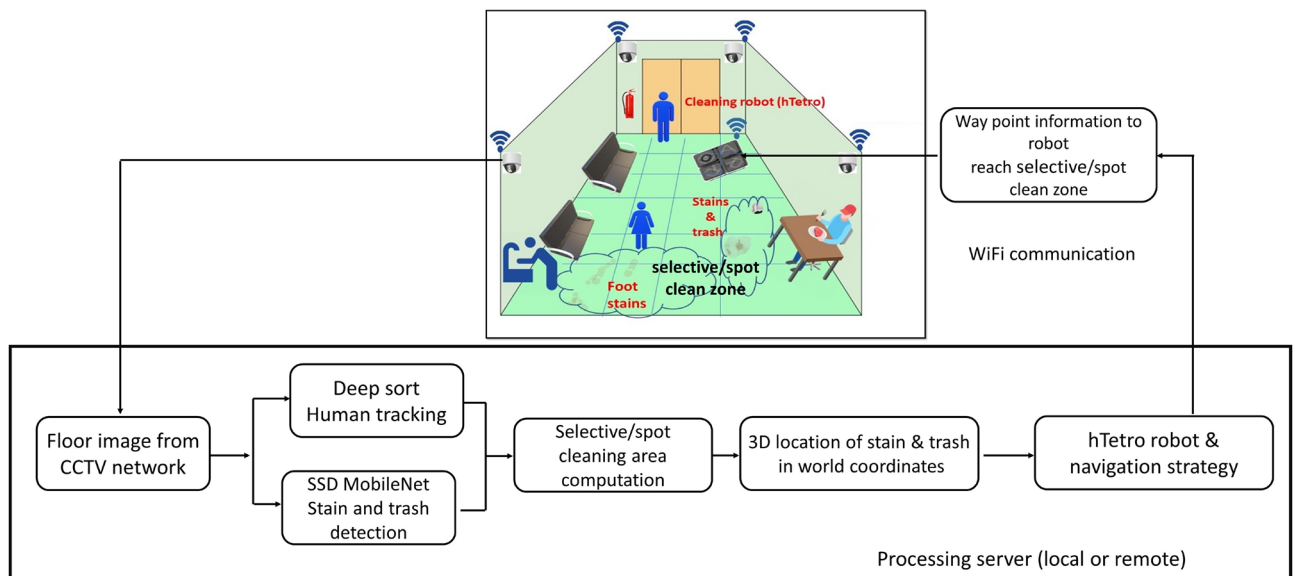 Cleaning robot (hTetro)
Stains
&
trash
selective/spot
clean zone
Foot
stains
Way point information to
robot
reach selective/spot
clean zone
WiFi communication
Floor image from
CCTV network
Deep sort
Human tracking
SSD MobileNet
Stain and trash
detection
Selective/spot
cleaning area
computation
3D location of stain & trash
in world coordinates
hTetro robot &
navigation strategy
Processing server (local or remote)